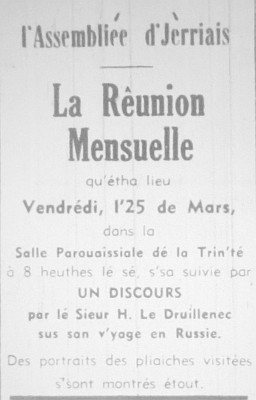 l'Assembliée d'Jèrriais
La Rêunion
Mensuelle
qu'étha lieu
Vendrédi, l'25 de Mars,
dans la
Salle Parouaîssiale dé la Trin'té
à 8 heuthes lé sé, s'sa suivie par
UN DISCOURS
par lé Sieur H. Le Druillenec
sus san v'yage en Russie.
Des portraits des pliaiches visitées
s'sont montrés étout.